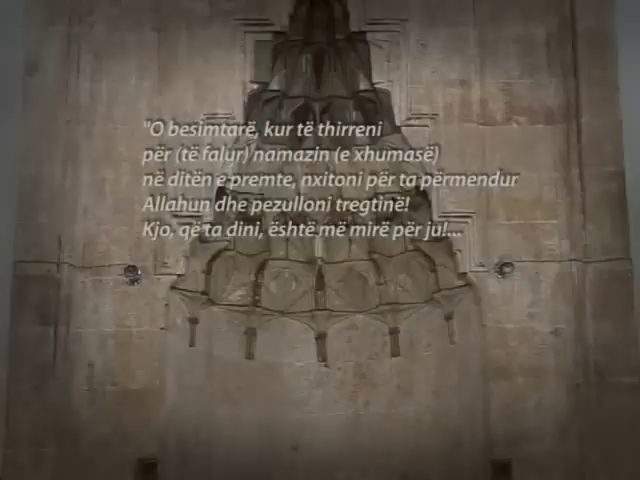 "O besimtarë, kur të thirreni
për (të falur) namazin (e xhumasë)
në ditën e premte, nxitoni për ta përmendur
Allahun dhe pezulloni tregtinë!
Kjo, që ta dini, është më mirë për ju!...